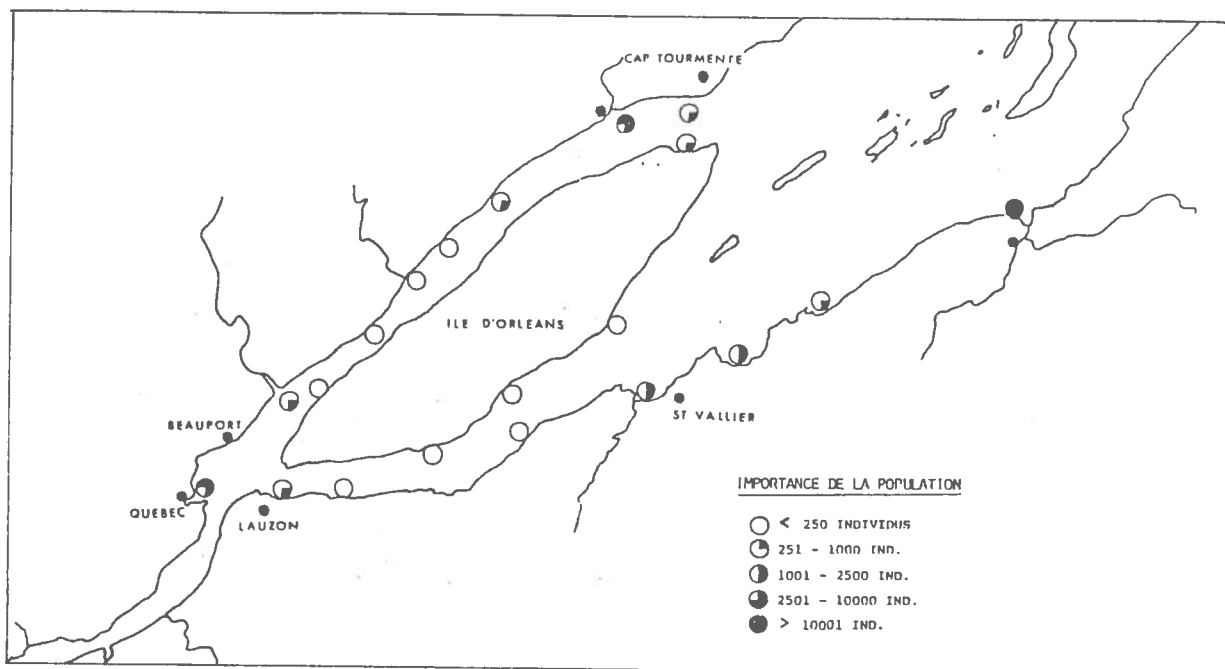 CAP TOURMENTE
ILE D'ORLEANS
BEAUPORT
ST VALLIER
QUEBEC
LAUZON
IMPORTANCE DE LA POPULATION
< 250 INDIVIDUS
251 - 1000 IND.
1001 - 2500 IND.
2501 - 10000 IND.
> 10001 IND.